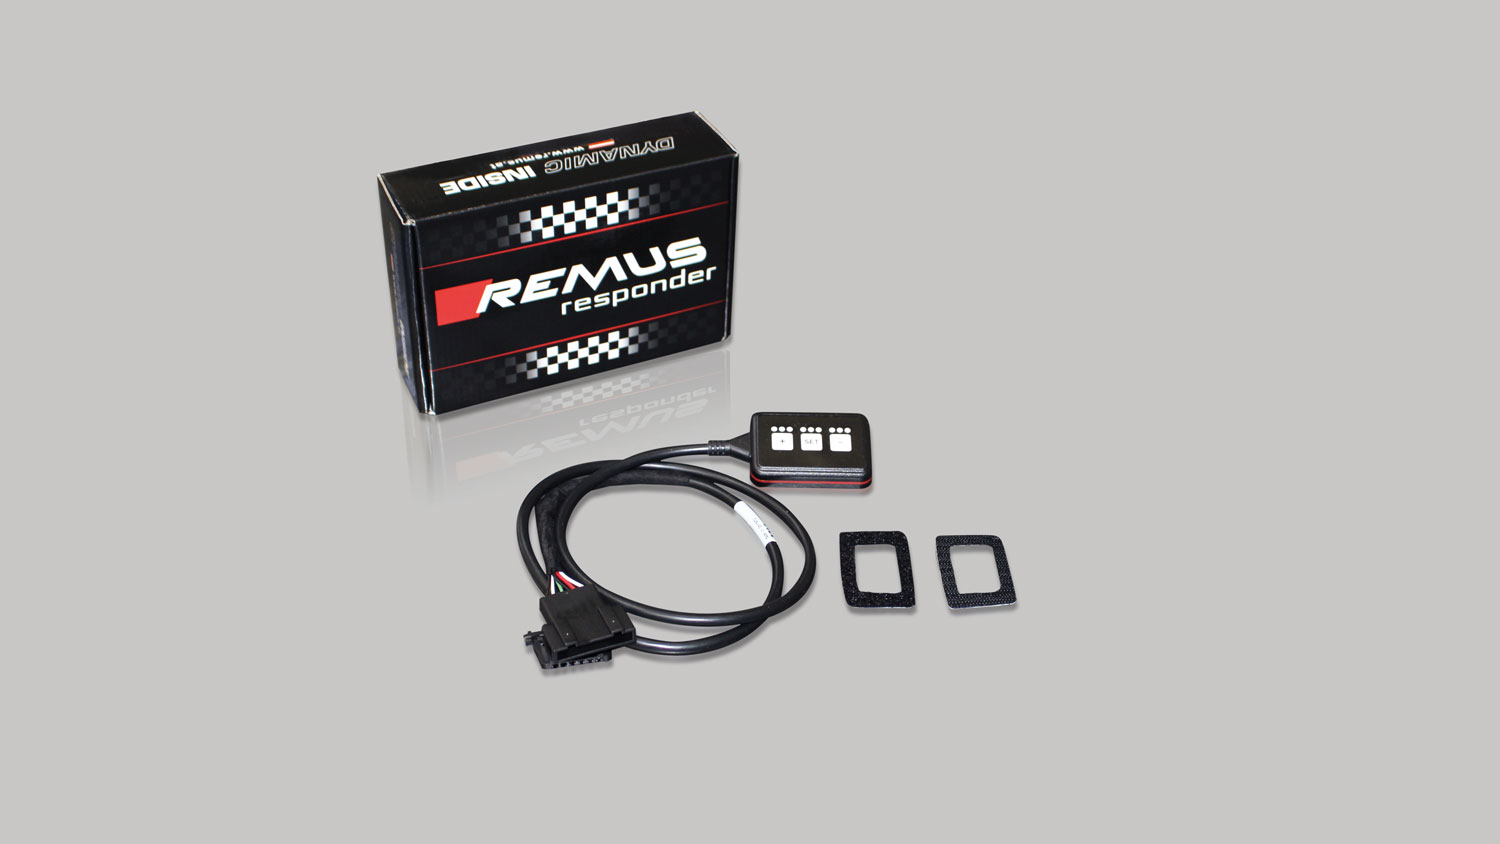 DYNAMIC INSIDE
www.remus.at
REMUS
responder
+ SET -